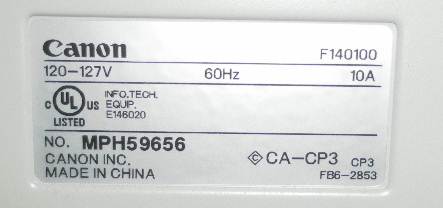 Canon F140100
120-127V 60Hz 10A
C UL US LISTED INFO.TECH. EQUIP. E146020
NO. MPH59656
CANON INC. CA-CP3 CP3
MADE IN CHINA FB6-2853